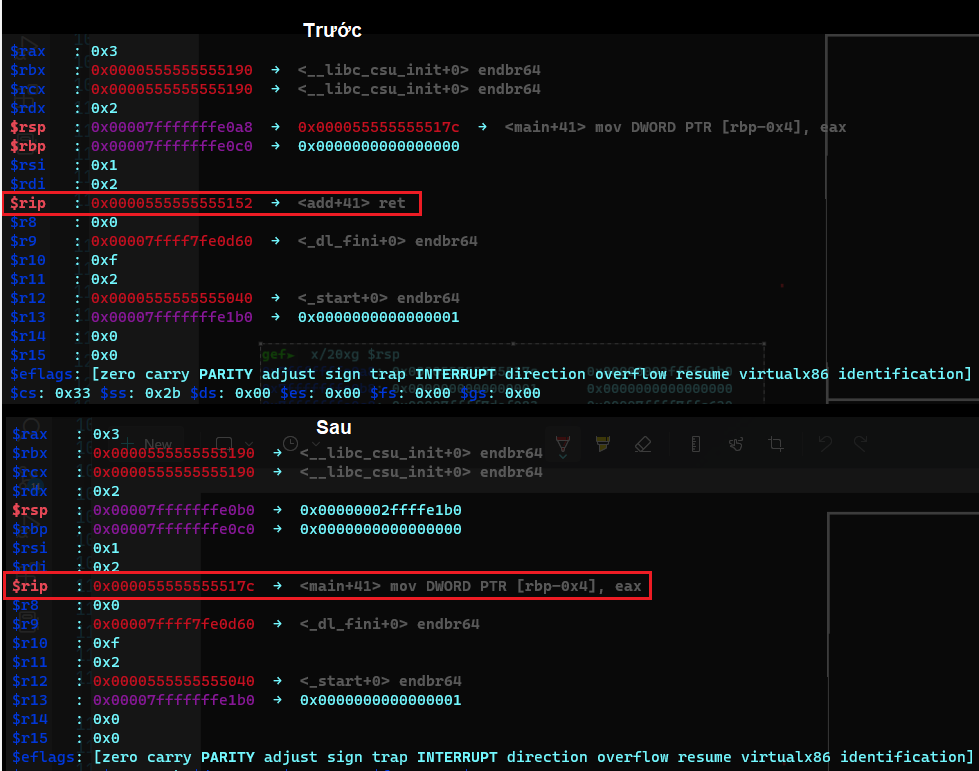 Trước
$rax : 0x3
$rbx : 0x0000555555555190 → <__libc_csu_init+0> endbr64
$rcx : 0x0000555555555190 → <__libc_csu_init+0> endbr64
$rdx : 0x2
$rsp : 0x00007fffffffe0a8 → 0x000055555555517c → <main+41> mov DWORD PTR [rbp-0x4], eax
$rbp : 0x00007fffffffe0c0 → 0x0000000000000000
$rsi : 0x1
$rdi : 0x2
$rip : 0x0000555555555152 → <add+41> ret
$r8 : 0x0
$r9 : 0x00007ffff7fe0d60 → <_dl_fini+0> endbr64
$r10 : 0xf
$r11 : 0x2
$r12 : 0x0000555555555040 → <_start+0> endbr64
$r13 : 0x00007fffffffe1b0 → 0x0000000000000001
$r14 : 0x0
$r15 : 0x0
gef➤ x/20xg $rsp
$eflags: [zero carry PARITY adjust sign trap INTERRUPT direction overflow resume virtualx86 identification]
$cs: 0x33 $ss: 0x2b $ds: 0x00 $es: 0x00 $fs: 0x00 $gs: 0x00
Sau
$rax : 0x3
New
$rbx : 0x0000555555555190 → <__libc_csu_init+0> endbr64
$rcx : 0x0000555555555190 → <__libc_csu_init+0> endbr64
$rdx : 0x2
$rsp : 0x00007fffffffe0b0 → 0x00000002ffffe1b0
$rbp : 0x00007fffffffe0c0 → 0x0000000000000000
$rsi : 0x1
$rdi : 0x2
$rip : 0x000055555555517c → <main+41> mov DWORD PTR [rbp-0x4], eax
$r8 : 0x0
$r9 : 0x00007ffff7fe0d60 → <_dl_fini+0> endbr64
$r10 : 0xf
$r11 : 0x2
$r12 : 0x0000555555555040 → <_start+0> endbr64
$r13 : 0x00007fffffffe1b0 → 0x0000000000000001
$r14 : 0x0
$r15 : 0x0
$eflags: [zero carry PARITY adjust sign trap INTERRUPT direction overflow resume virtualx86 identification]